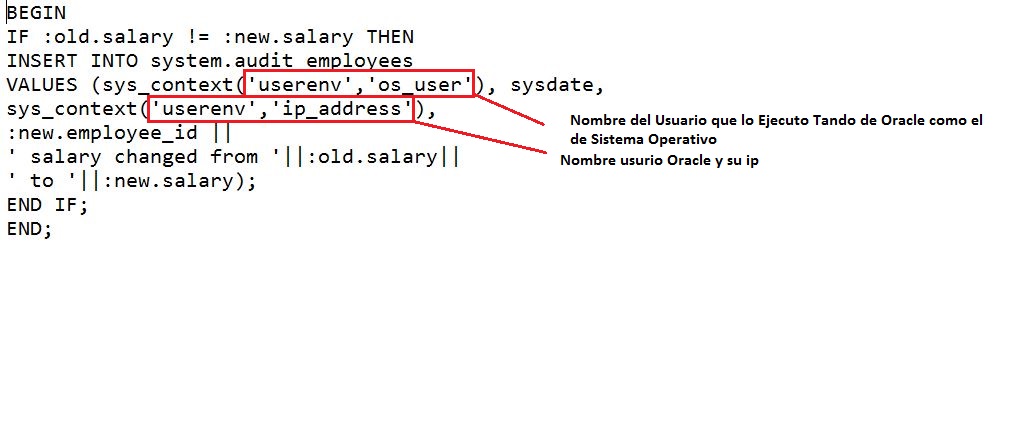 BEGIN
IF :old.salary != :new.salary THEN
INSERT INTO system.audit_employees
VALUES (sys_context('userenv','os_user'), sysdate,
sys_context('userenv','ip_address'),
:new.employee_id ||
' salary changed from '||:old.salary||
' to '||:new.salary);
END IF;
END;
Nombre del Usuario que lo Ejecuto Tando de Oracle como el
de Sistema Operativo
Nombre usurio Oracle y su ip